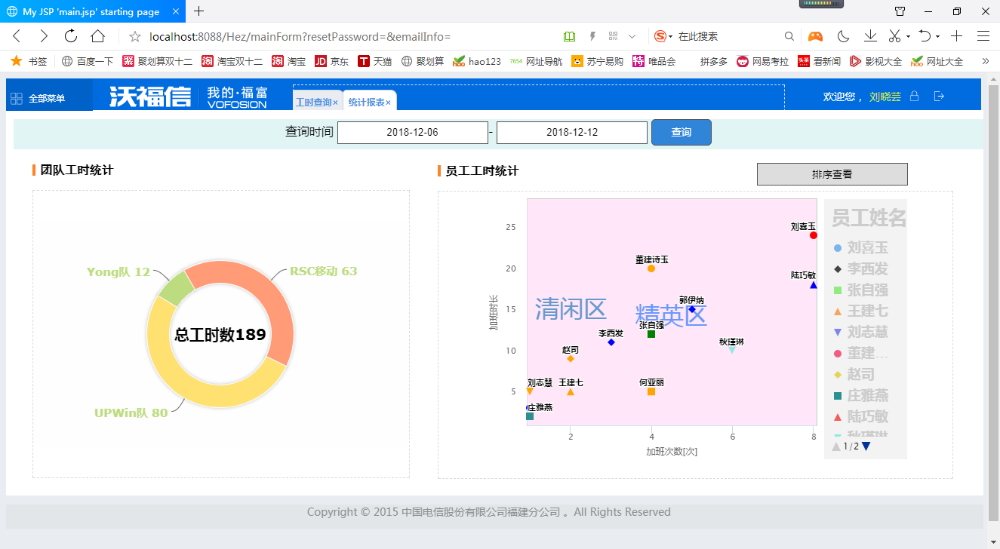 My JSP 'main.jsp' starting page
localhost:8088/Hez/mainForm?resetPassword=&emailInfo=
在此搜索
书签 百度一下 聚划算双十二 淘宝双十二 淘宝 京东 天猫 聚划算 hao123 网址导航 苏宁易购 唯品会 拼多多 网易考拉 看新闻 影视大全 网址大全
全部菜单
沃福信
我的·福富
VOFOSION
工时查询× 统计报表×
欢迎您， 刘晓芸
查询时间 2018-12-06 - 2018-12-12 查询
团队工时统计
员工工时统计
排序查看
Yong队 12
RSC移动 63
总工时数189
UPWin队 80
加班时长
25
20
15
10
5
刘喜玉
董建诗玉
陆巧敏
郭伊纳
清闲区
精英区
张自强
李西发
秋瑾琳
赵司
刘志慧
王建七
何亚丽
庄雅燕
2
4
6
8
加班次数[次]
员工姓名
刘喜玉
李西发
张自强
王建七
刘志慧
董建…
赵司
庄雅燕
陆巧敏
秋瑾琳
1/2
Copyright © 2015 中国电信股份有限公司福建分公司 。All Rights Reserved